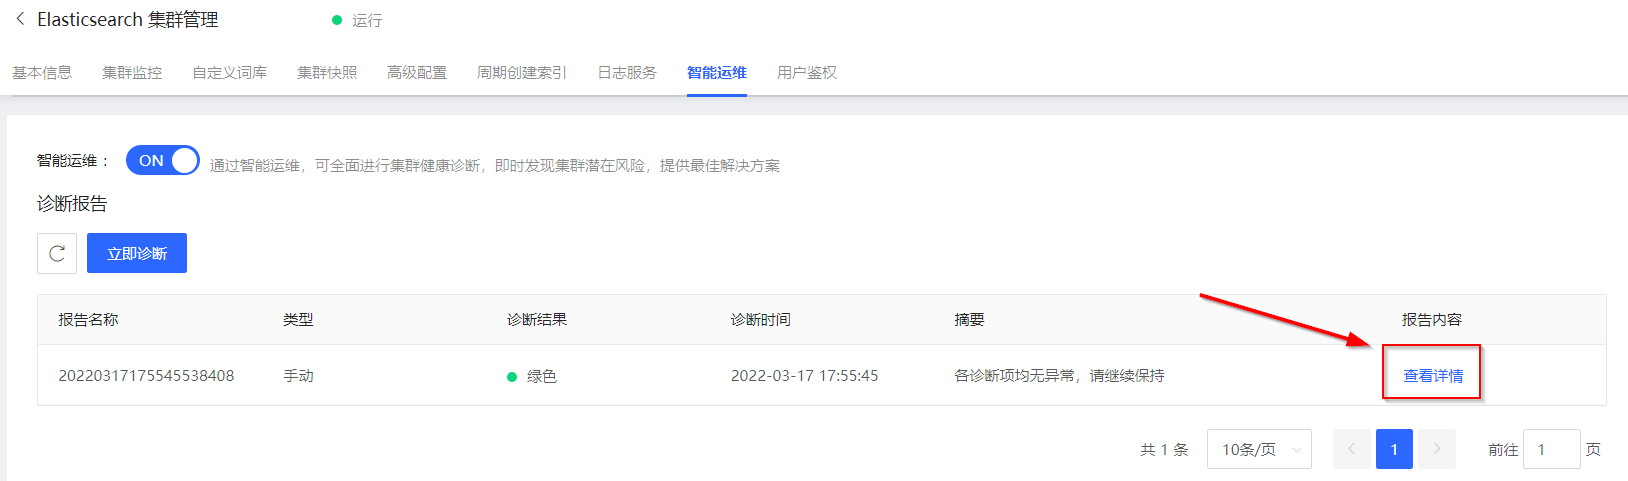 Elasticsearch 集群管理
运行
基本信息 集群监控 自定义词库 集群快照 高级配置 周期创建索引 日志服务 智能运维 用户鉴权
智能运维： ON 通过智能运维，可全面进行集群健康诊断，即时发现集群潜在风险，提供最佳解决方案
诊断报告
立即诊断
报告名称 类型 诊断结果 诊断时间 摘要 报告内容
20220317175545538408 手动 绿色 2022-03-17 17:55:45 各诊断项均无异常，请继续保持 查看详情
共 1 条 10条/页 1 前往 1 页